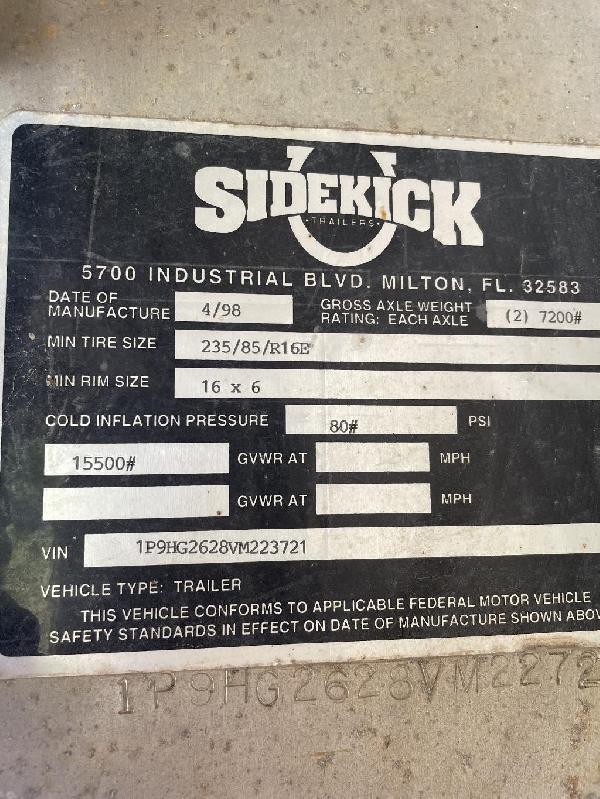 SIDEKICK
· TRAILERS ·
5700 INDUSTRIAL BLVD. MILTON, FL. 32583
DATE OF MANUFACTURE 4/98 GROSS AXLE WEIGHT RATING: EACH AXLE (2) 7200#
MIN TIRE SIZE 235/85/R16E
MIN RIM SIZE 16 x 6
COLD INFLATION PRESSURE 80# PSI
15500# GVWR AT MPH
GVWR AT MPH
VIN 1P9HG2628VM223721
VEHICLE TYPE: TRAILER
THIS VEHICLE CONFORMS TO APPLICABLE FEDERAL MOTOR VEHICLE
SAFETY STANDARDS IN EFFECT ON DATE OF MANUFACTURE SHOWN ABOV
1P9HG2628VM2272